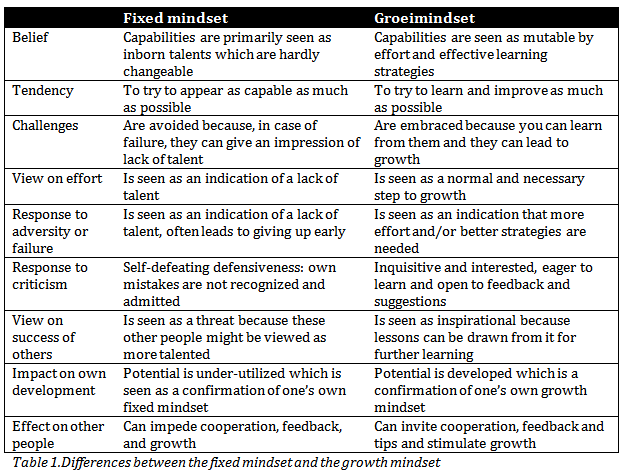 Fixed mindset Groeimindset
Belief Capabilities are primarily seen as Capabilities are seen as mutable by
inborn talents which are hardly effort and effective learning
changeable strategies
Tendency To try to appear as capable as much To try to learn and improve as much
as possible as possible
Challenges Are avoided because, in case of Are embraced because you can learn
failure, they can give an impression of from them and they can lead to
lack of talent growth
View on effort Is seen as an indication of a lack of Is seen as a normal and necessary
talent step to growth
Response to Is seen as an indication of a lack of Is seen as an indication that more
adversity or talent, often leads to giving up early effort and/or better strategies are
failure needed
Response to Self-defeating defensiveness: own Inquisitive and interested, eager to
criticism mistakes are not recognized and learn and open to feedback and
admitted suggestions
View on Is seen as a threat because these Is seen as inspirational because
success of other people might be viewed as lessons can be drawn from it for
others more talented further learning
Impact on own Potential is under-utilized which is Potential is developed which is a
development seen as a confirmation of one's own confirmation of one's own growth
fixed mindset mindset
Effect on other Can impede cooperation, feedback, Can invite cooperation, feedback and
people and growth tips and stimulate growth
Table 1.Differences between the fixed mindset and the growth mindset